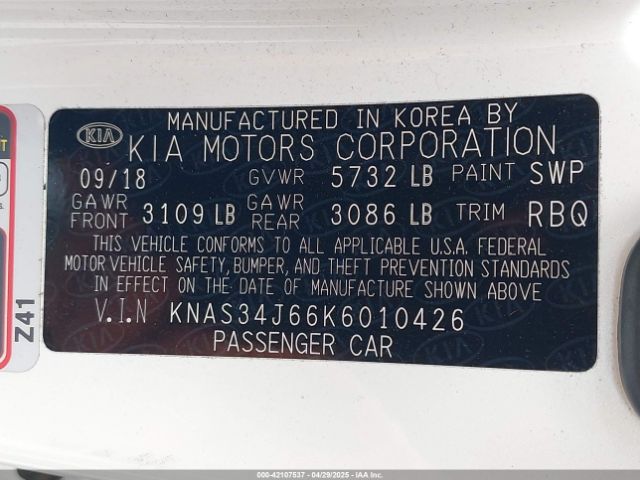 MANUFACTURED IN KOREA BY
KIA KIA MOTORS CORPORATION
09/18 GVWR 5732 LB PAINT SWP
GAWR FRONT 3109 LB GAWR REAR 3086 LB TRIM RBQ
THIS VEHICLE CONFORMS TO ALL APPLICABLE U.S.A. FEDERAL
MOTOR VEHICLE SAFETY, BUMPER, AND THEFT PREVENTION STANDARDS
IN EFFECT ON THE DATE OF MANUFACTURE SHOWN ABOVE
V.I.N KNAS34J66K6010426
PASSENGER CAR
Z41
000-42107537 - 04/29/2025 - IAAI.COM